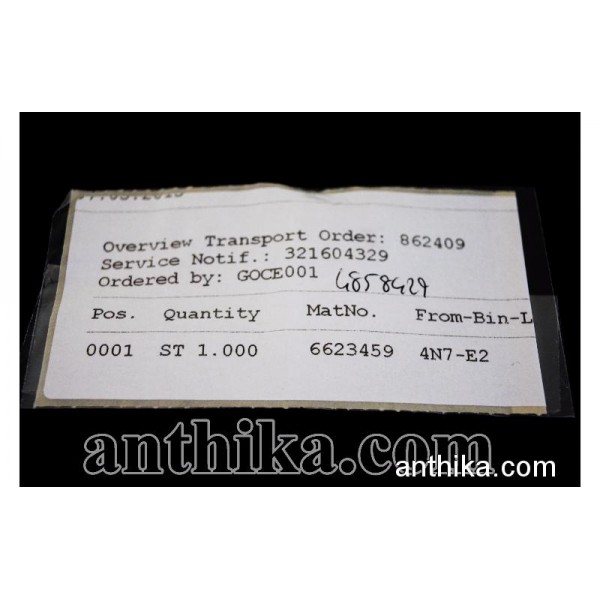 Overview Transport Order: 862409
Service Notif.: 321604329
Ordered by: GOCE001 4858429
Pos. Quantity MatNo. From-Bin-L
0001 ST 1.000 6623459 4N7-E2
anthika.com
anthika.com